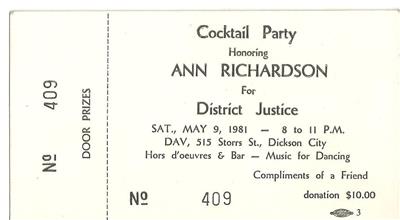 No 409
DOOR PRIZES
Cocktail Party
Honoring
ANN RICHARDSON
For
District Justice
SAT., MAY 9, 1981 — 8 to 11 P.M.
DAV, 515 Storrs St., Dickson City
Hors d'oeuvres & Bar — Music for Dancing
Compliments of a Friend
No 409
donation $10.00
3